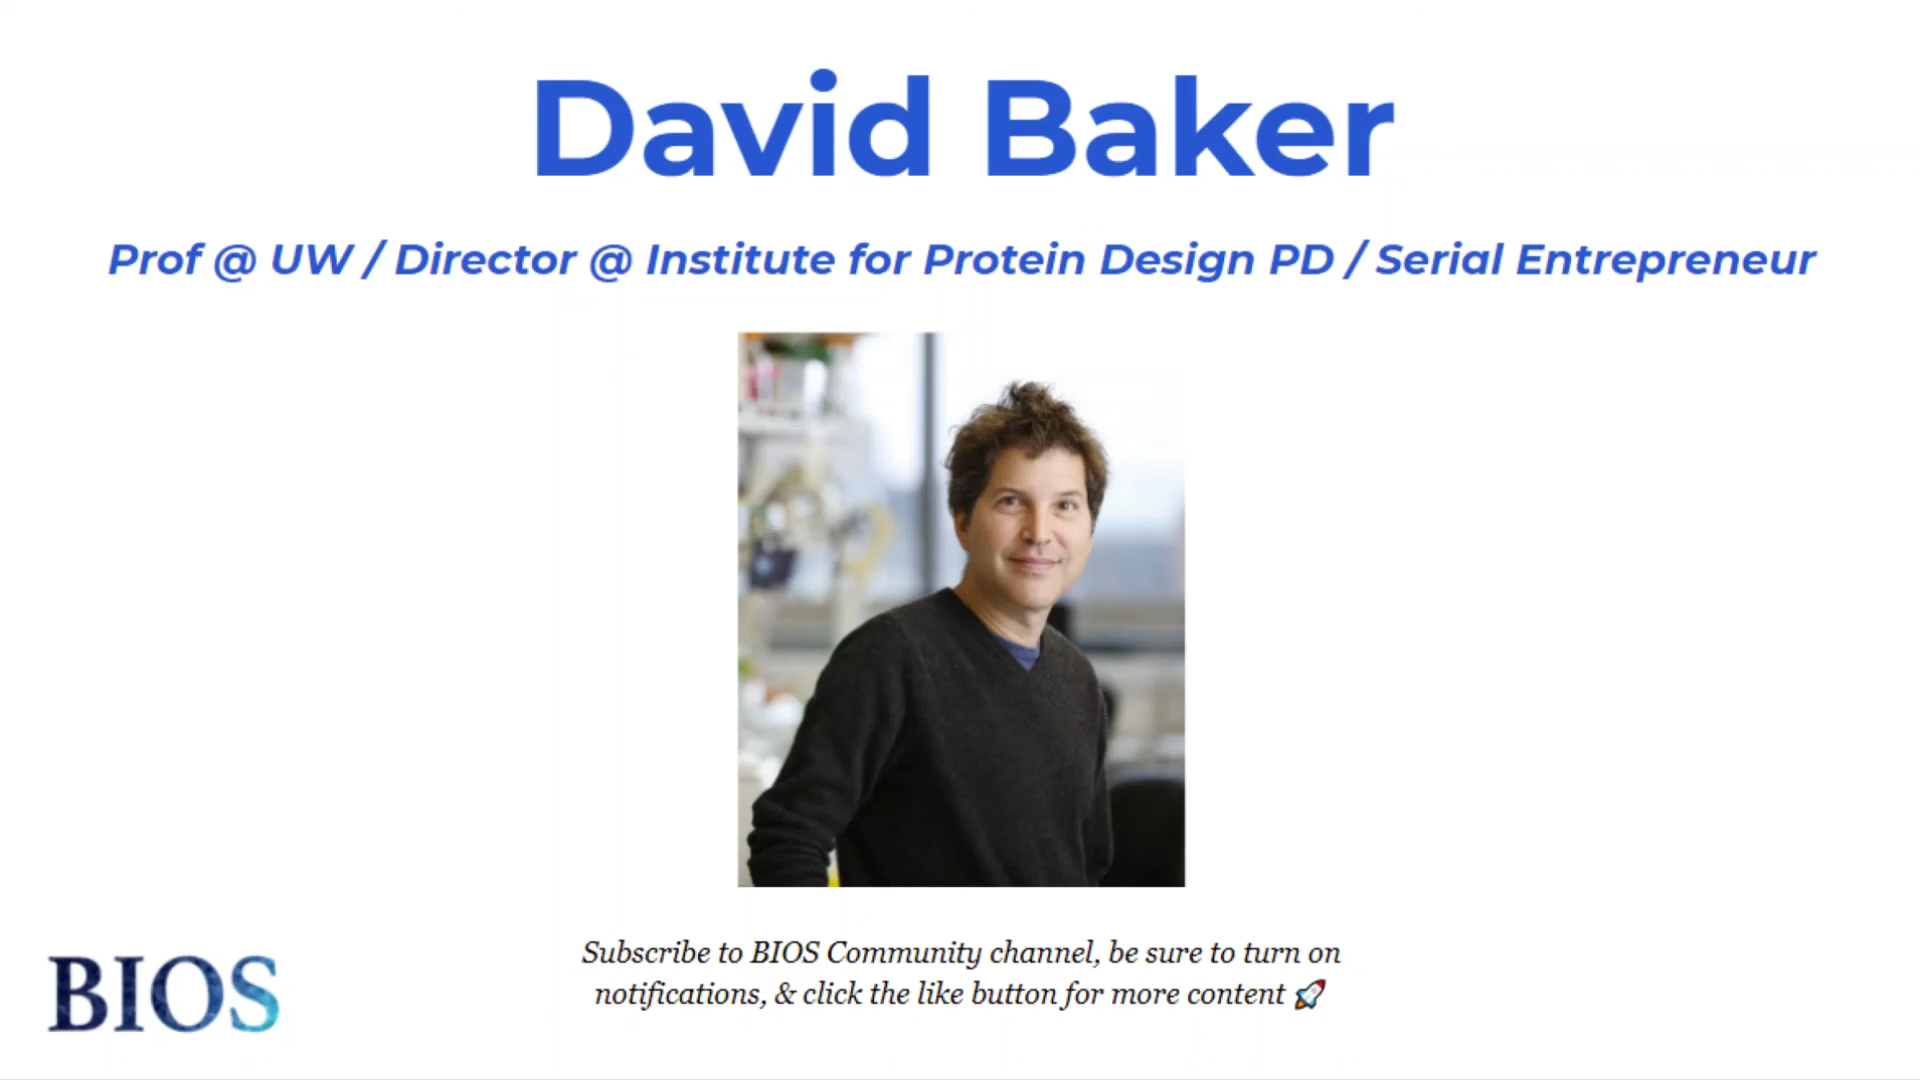 David Baker
Prof @ UW / Director @ Institute for Protein Design PD / Serial Entrepreneur
Subscribe to BIOS Community channel, be sure to turn on
notifications, & click the like button for more content 🚀
BIOS